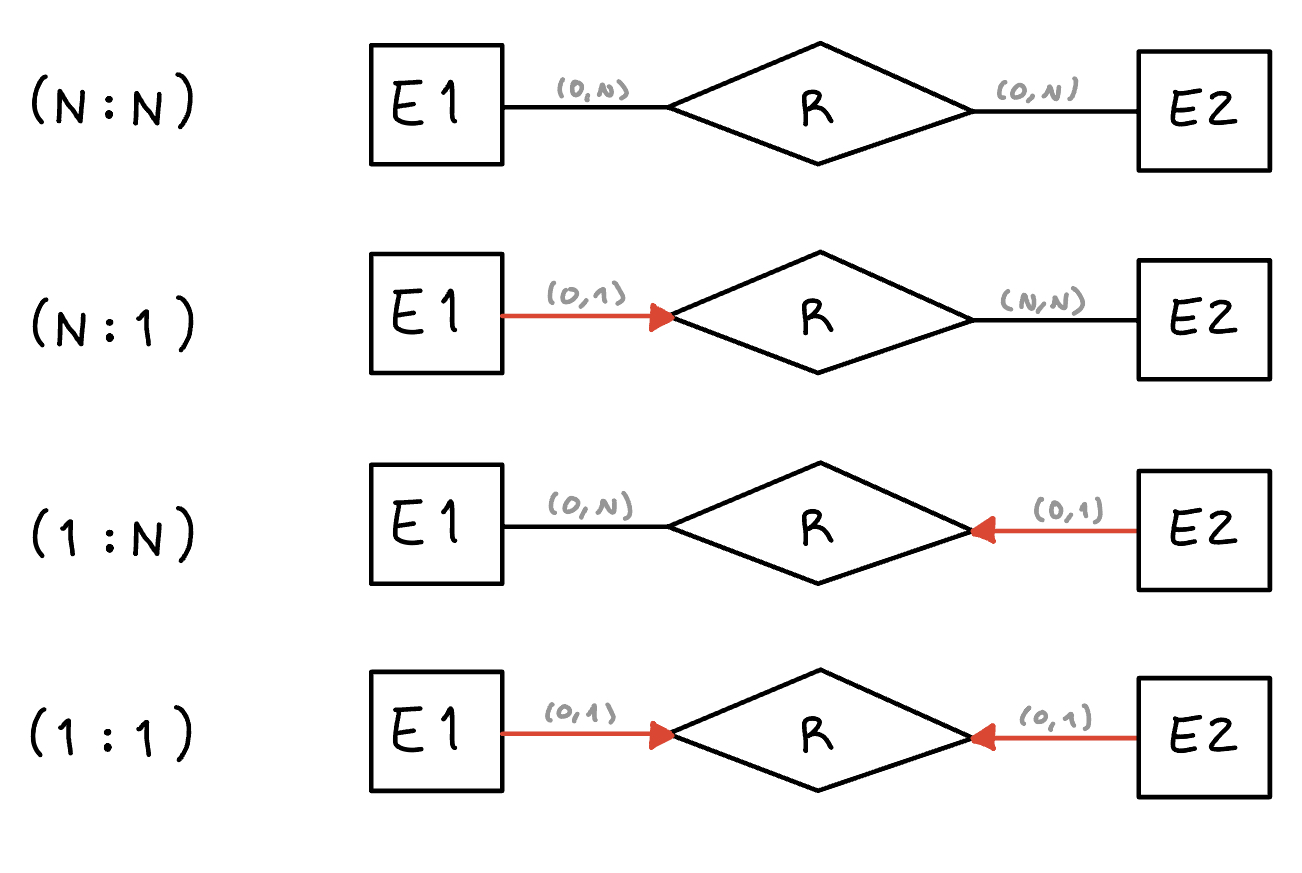 (N:N) E1 (0,N) R (0,N) E2
(N:1) E1 (0,1) R (N,N) E2
(1:N) E1 (0,N) R (0,1) E2
(1:1) E1 (0,1) R (0,1) E2